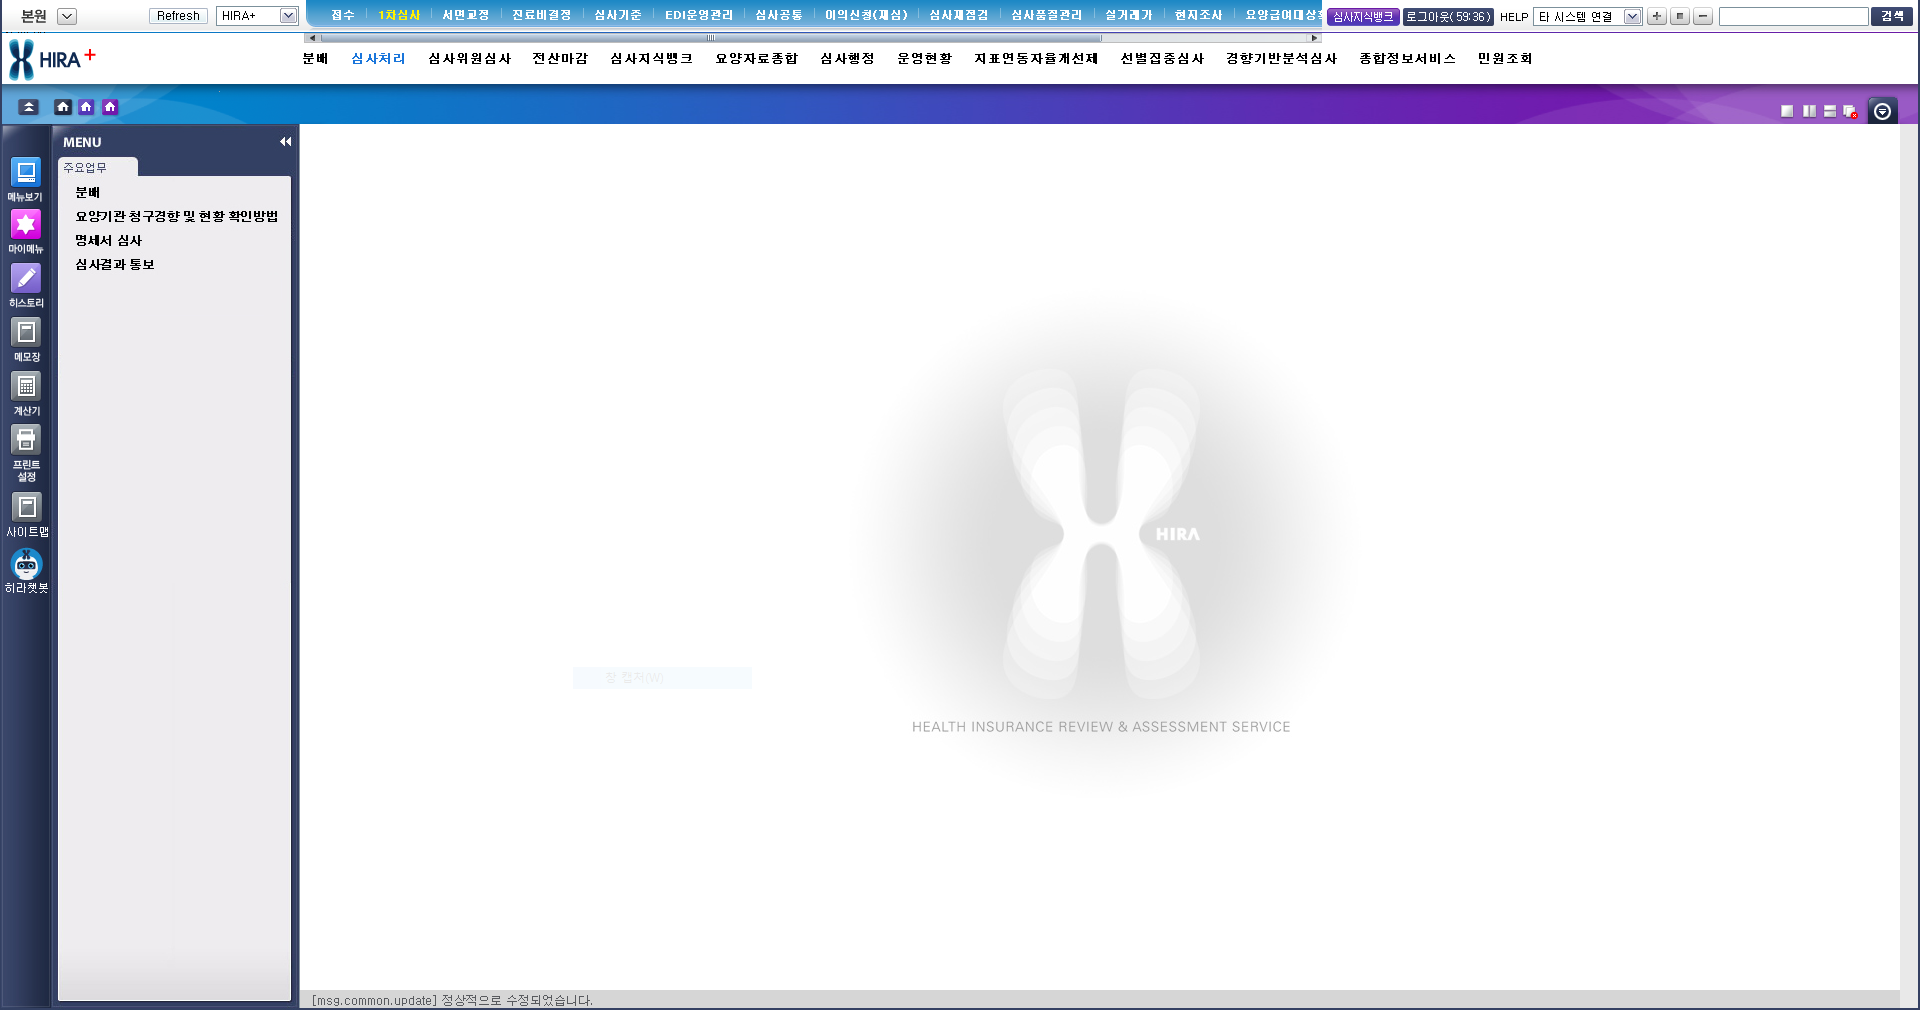 본원 Refresh HIRA+ 접수 1차심사 서면교정 진료비결정 심사기준 EDI운영관리 심사공통 이의신청(재심) 심사재점검 심사품질관리 실거래가 현지조사 요양급여대상 심사지식뱅크 로그아웃(59:36) HELP 타 시스템 연결 검색
HIRA+ 분배 심사처리 심사위원심사 전산마감 심사지식뱅크 요양자료종합 심사행정 운영현황 지표연동자율개선제 선별집중심사 경향기반분석심사 종합정보서비스 민원조회
MENU
주요업무
분배
요양기관 청구경향 및 현황 확인방법
명세서 심사
심사결과 통보
메뉴보기
마이메뉴
히스토리
메모장
계산기
프린트
설정
사이트맵
히라챗봇
HIRA
창 캡처(W)
HEALTH INSURANCE REVIEW & ASSESSMENT SERVICE
[msg.common.update] 정상적으로 수정되었습니다.